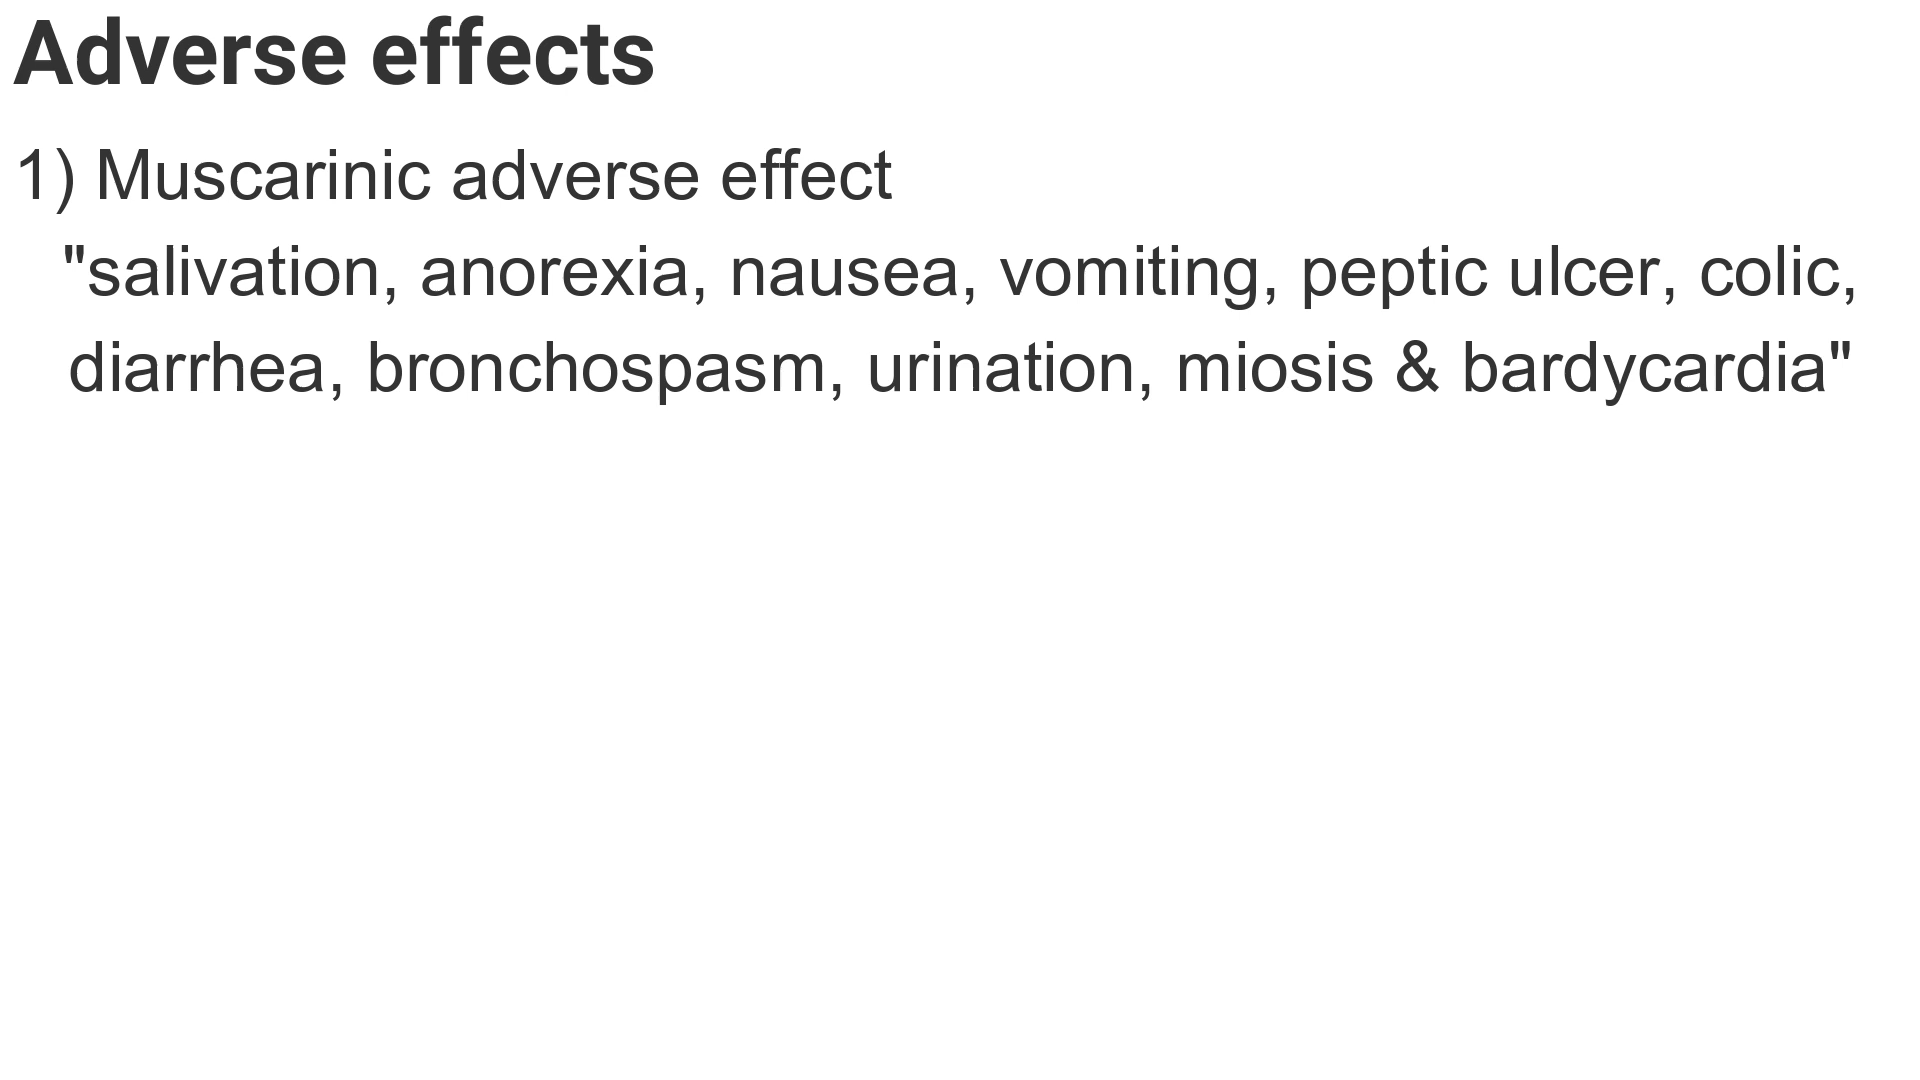 Adverse effects
1) Muscarinic adverse effect
"salivation, anorexia, nausea, vomiting, peptic ulcer, colic,
diarrhea, bronchospasm, urination, miosis & bardycardia"